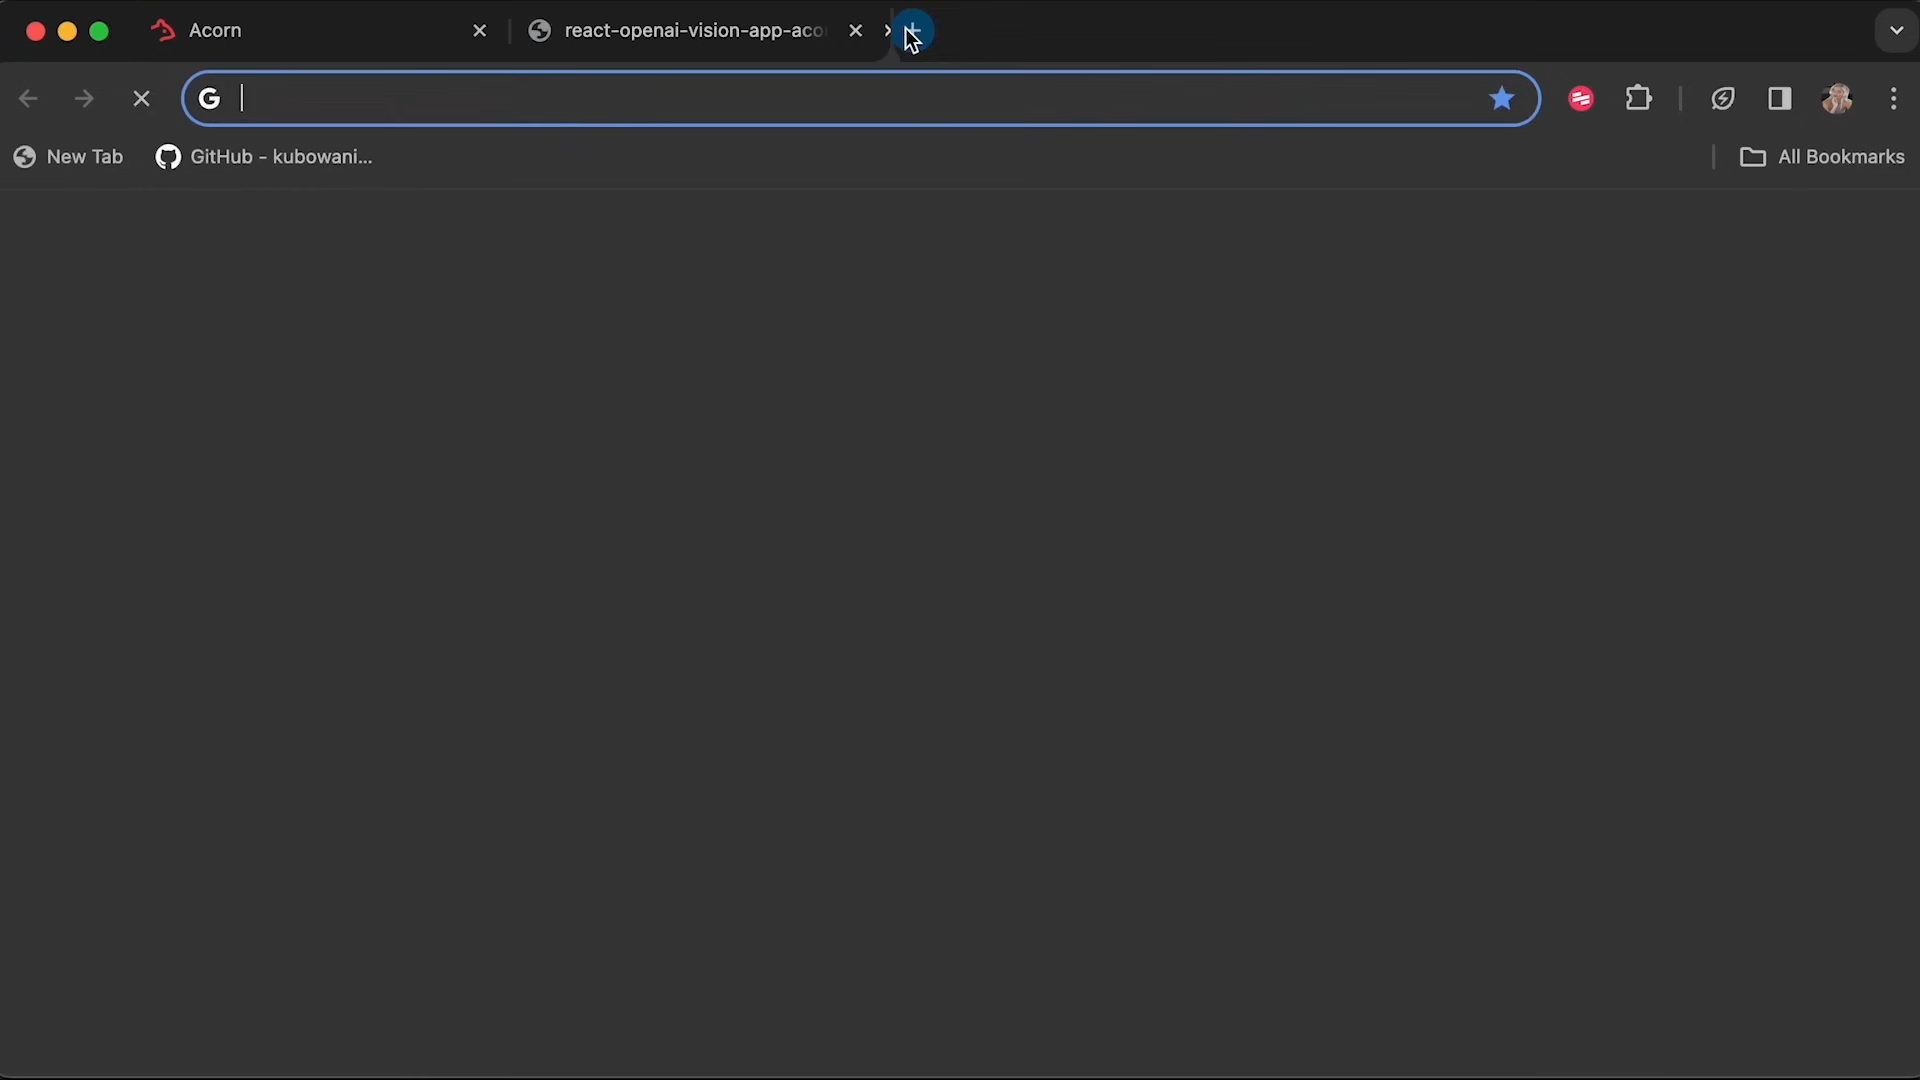 Acorn
react-openai-vision-app-aco
New Tab
GitHub - kubowani...
All Bookmarks